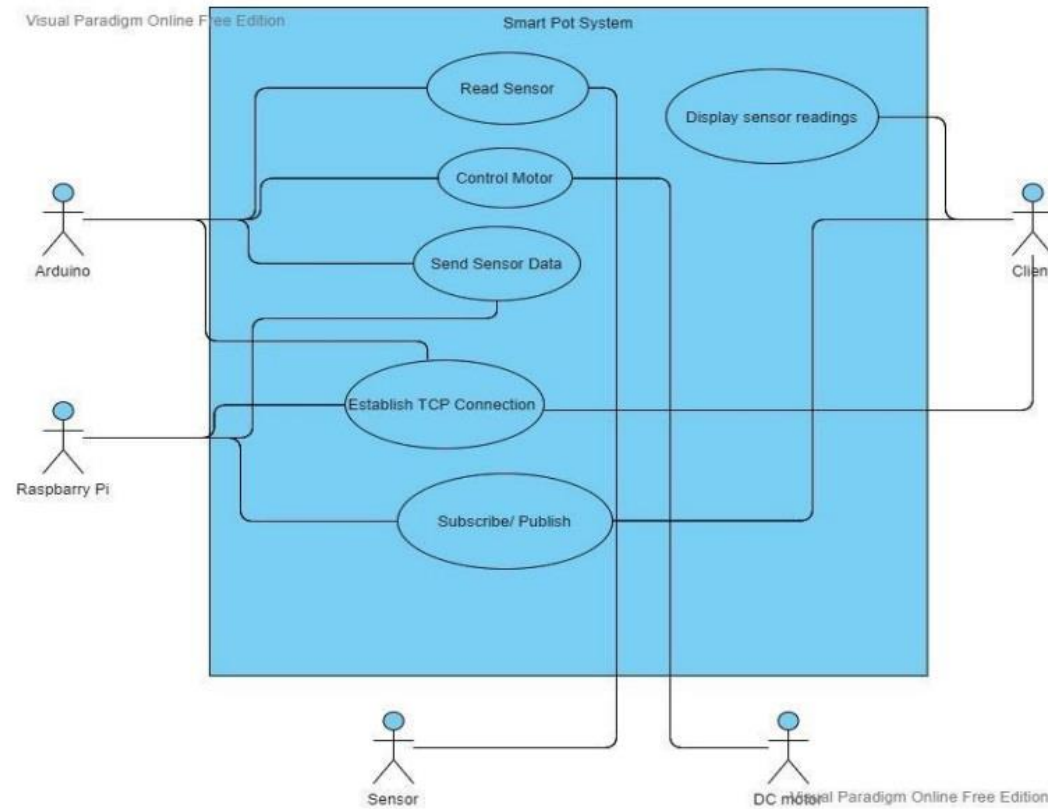 Visual Paradigm Online Free Edition
Smart Pot System
Read Sensor
Display sensor readings
Control Motor
Arduino
Send Sensor Data
Clien
Establish TCP Connection
Raspbarry Pi
Subscribe/ Publish
Sensor
DC motor
Visual Paradigm Online Free Edition